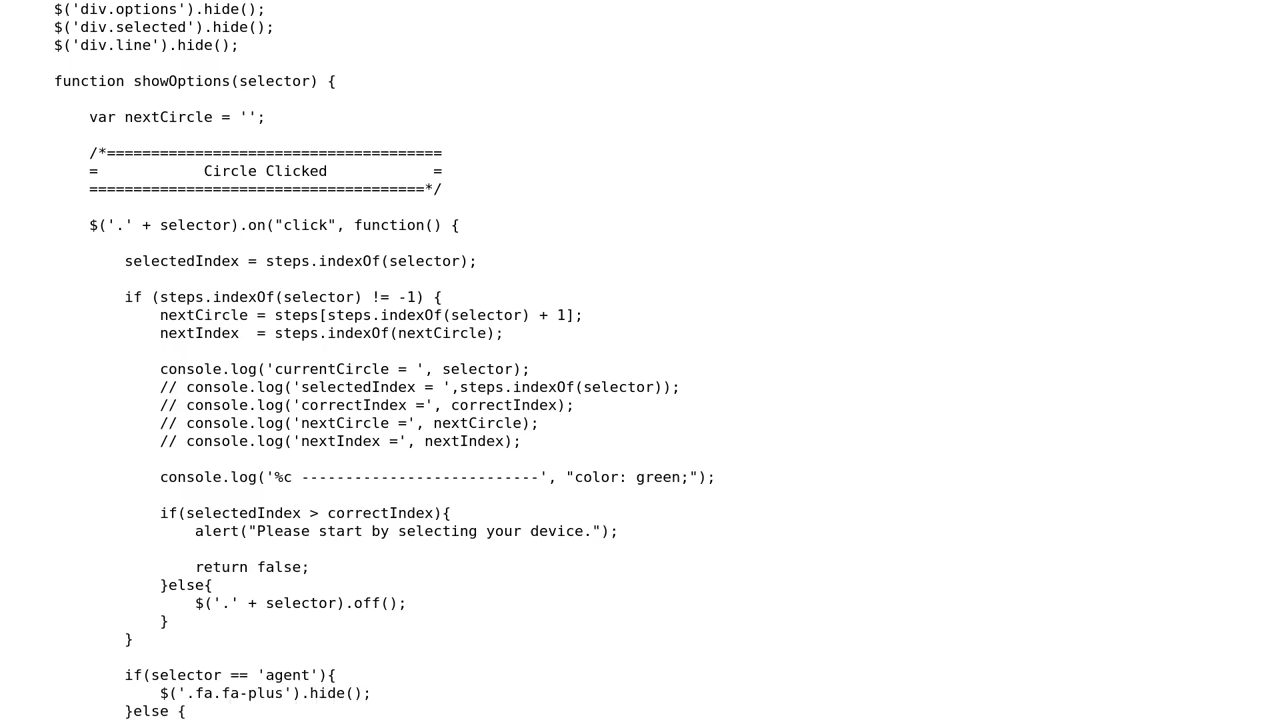 $('div.options').hide();
$('div.selected').hide();
$('div.line').hide();

function showOptions(selector) {

    var nextCircle = '';

    /*======================================
    =            Circle Clicked            =
    ======================================*/

    $('.' + selector).on("click", function() {

        selectedIndex = steps.indexOf(selector);

        if (steps.indexOf(selector) != -1) {
            nextCircle = steps[steps.indexOf(selector) + 1];
            nextIndex  = steps.indexOf(nextCircle);

            console.log('currentCircle = ', selector);
            // console.log('selectedIndex = ',steps.indexOf(selector));
            // console.log('correctIndex =', correctIndex);
            // console.log('nextCircle =', nextCircle);
            // console.log('nextIndex =', nextIndex);

            console.log('%c ---------------------------', "color: green;");

            if(selectedIndex > correctIndex){
                alert("Please start by selecting your device.");

                return false;
            }else{
                $('.' + selector).off();
            }
        }

        if(selector == 'agent'){
            $('.fa.fa-plus').hide();
        }else {